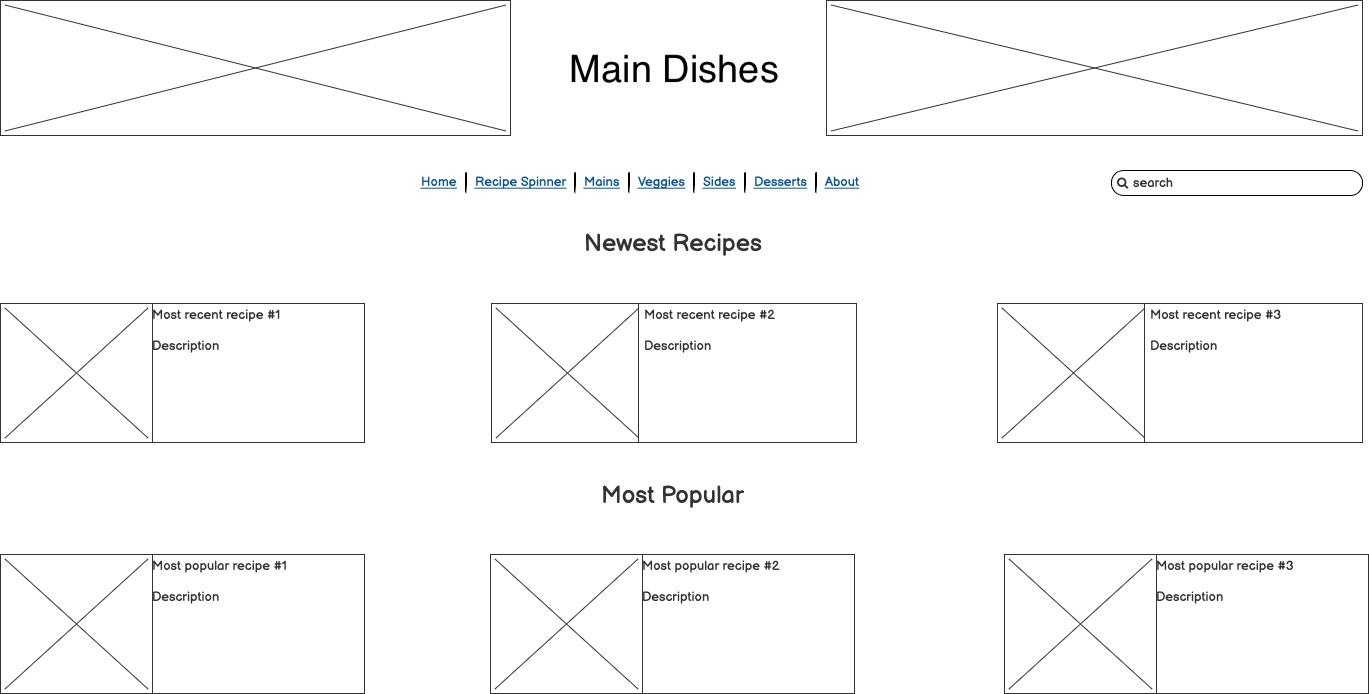 Main Dishes
Home | Recipe Spinner | Mains | Veggies | Sides | Desserts | About
search
Newest Recipes
Most recent recipe #1
Description
Most recent recipe #2
Description
Most recent recipe #3
Description
Most Popular
Most popular recipe #1
Description
Most popular recipe #2
Description
Most popular recipe #3
Description